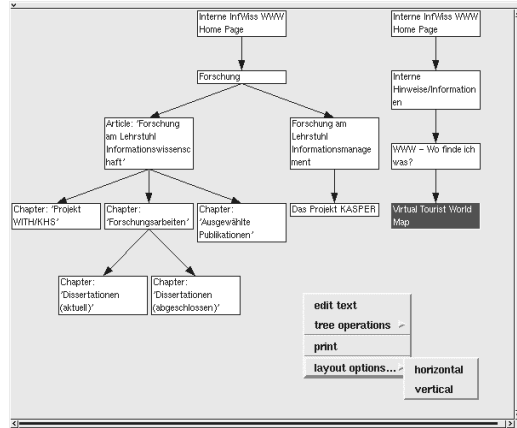 Interne InfWiss WWW
Home Page
Interne InfWiss WWW
Home Page
Forschung
Interne
Hinweise/Information
en
Article: 'Forschung
am Lehrstuhl
Informationswissensc
haft'
Forschung am
Lehrstuhl
Informationsmanage
ment
WWW – Wo finde ich
was?
Chapter: 'Projekt
WITH/KHS'
Chapter:
'Forschungsarbeiten'
Chapter:
'Ausgewählte
Publikationen'
Das Projekt KASPER
Virtual Tourist World
Map
Chapter:
'Dissertationen
(aktuell)'
Chapter:
'Dissertationen
(abgeschlossen)'
edit text
tree operations
print
layout options...
horizontal
vertical